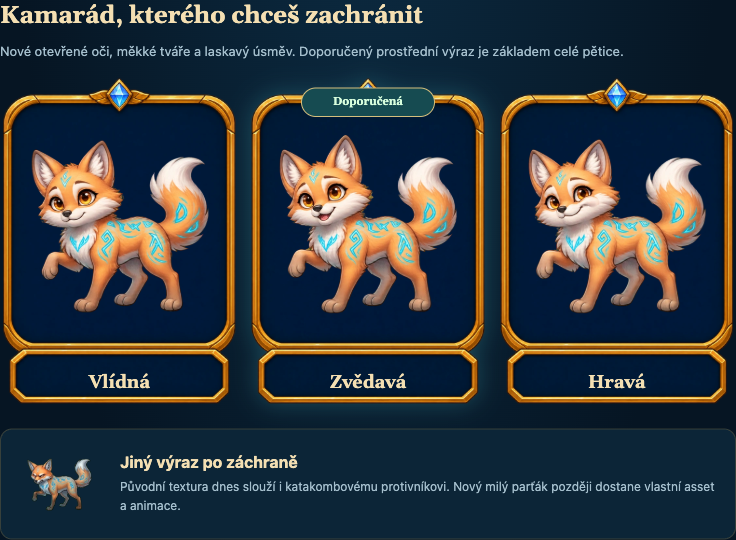 Kamarád, kterého chceš zachránit
Nové otevřené oči, měkké tváře a laskavý úsměv. Doporučený prostřední výraz je základem celé pětice.
Doporučená
Vlídná
Zvědavá
Hravá
Jiný výraz po záchraně
Původní textura dnes slouží i katakombovému protivníkovi. Nový milý parťák později dostane vlastní asset
a animace.